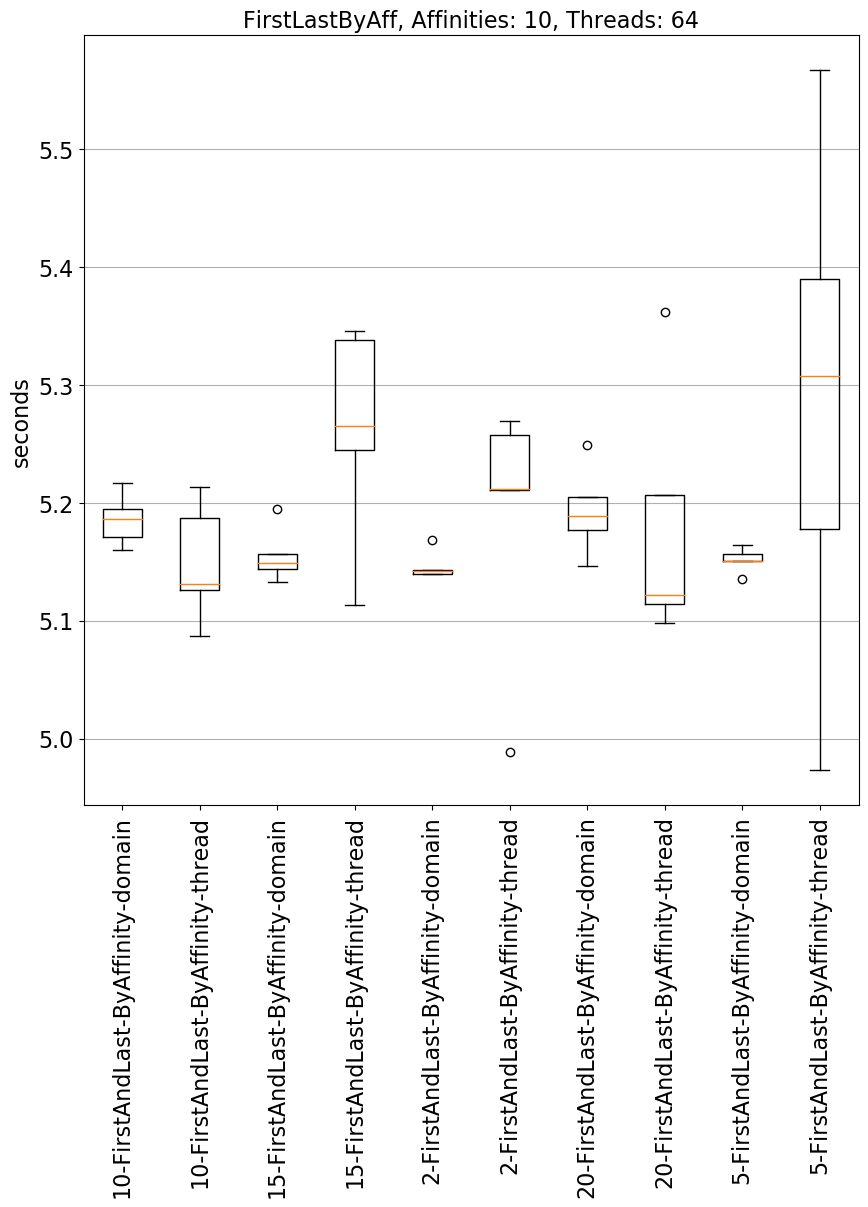 FirstLastByAff, Affinities: 10, Threads: 64
seconds
5.5
5.4
5.3
5.2
5.1
5.0
10-FirstAndLast-ByAffinity-domain
10-FirstAndLast-ByAffinity-thread
15-FirstAndLast-ByAffinity-domain
15-FirstAndLast-ByAffinity-thread
2-FirstAndLast-ByAffinity-domain
2-FirstAndLast-ByAffinity-thread
20-FirstAndLast-ByAffinity-domain
20-FirstAndLast-ByAffinity-thread
5-FirstAndLast-ByAffinity-domain
5-FirstAndLast-ByAffinity-thread